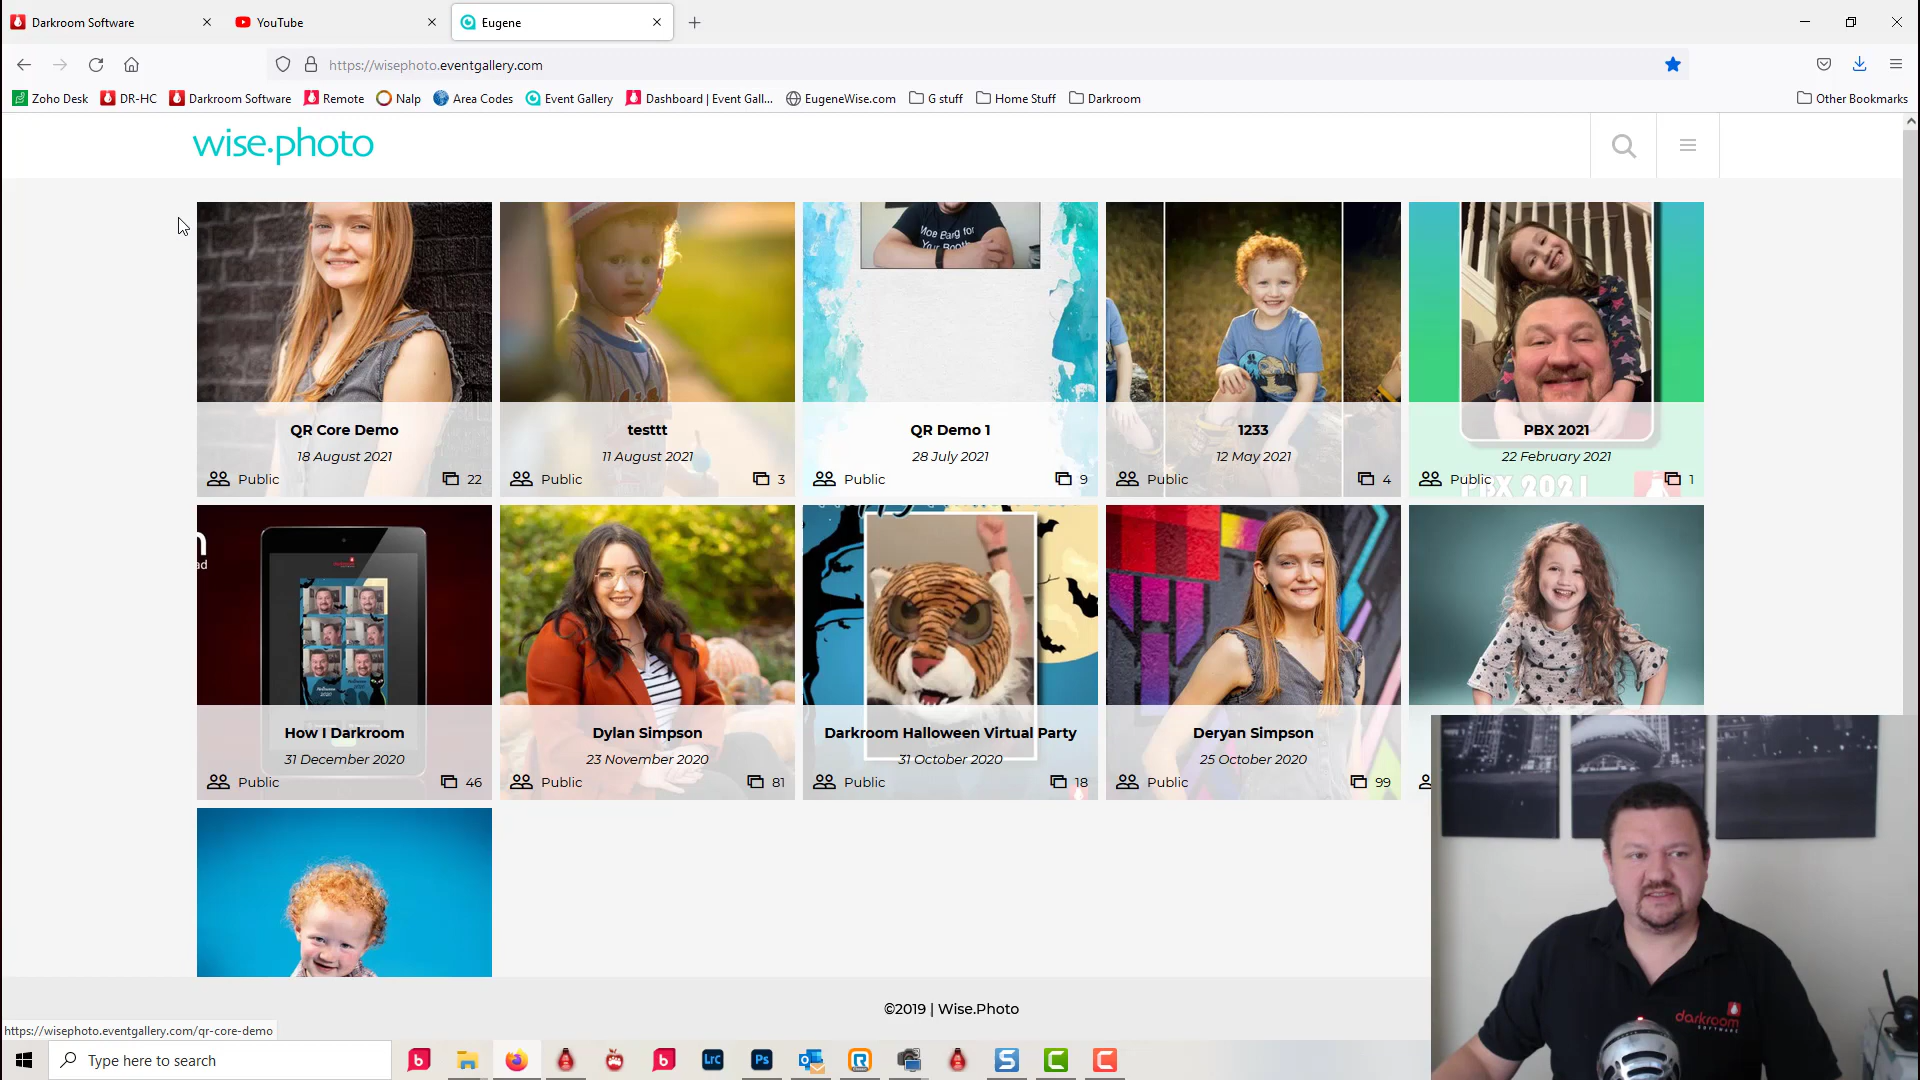 Darkroom Software
YouTube
Eugene
https://wisephoto.eventgallery.com
Zoho Desk
DR-HC
Darkroom Software
Remote
Nalp
Area Codes
Event Gallery
Dashboard | Event Gall...
EugeneWise.com
G stuff
Home Stuff
Darkroom
Other Bookmarks
wise.photo
QR Core Demo
18 August 2021
Public 22
testtt
11 August 2021
Public 3
QR Demo 1
28 July 2021
Public 9
1233
12 May 2021
Public 4
PBX 2021
22 February 2021
Public 1
PBX 2021
How I Darkroom
31 December 2020
Public 46
Dylan Simpson
23 November 2020
Public 81
Darkroom Halloween Virtual Party
31 October 2020
Public 18
Deryan Simpson
25 October 2020
Public 99
©2019 | Wise.Photo
https://wisephoto.eventgallery.com/qr-core-demo
Type here to search
Lrc
Ps
darkroom
SOFTWARE